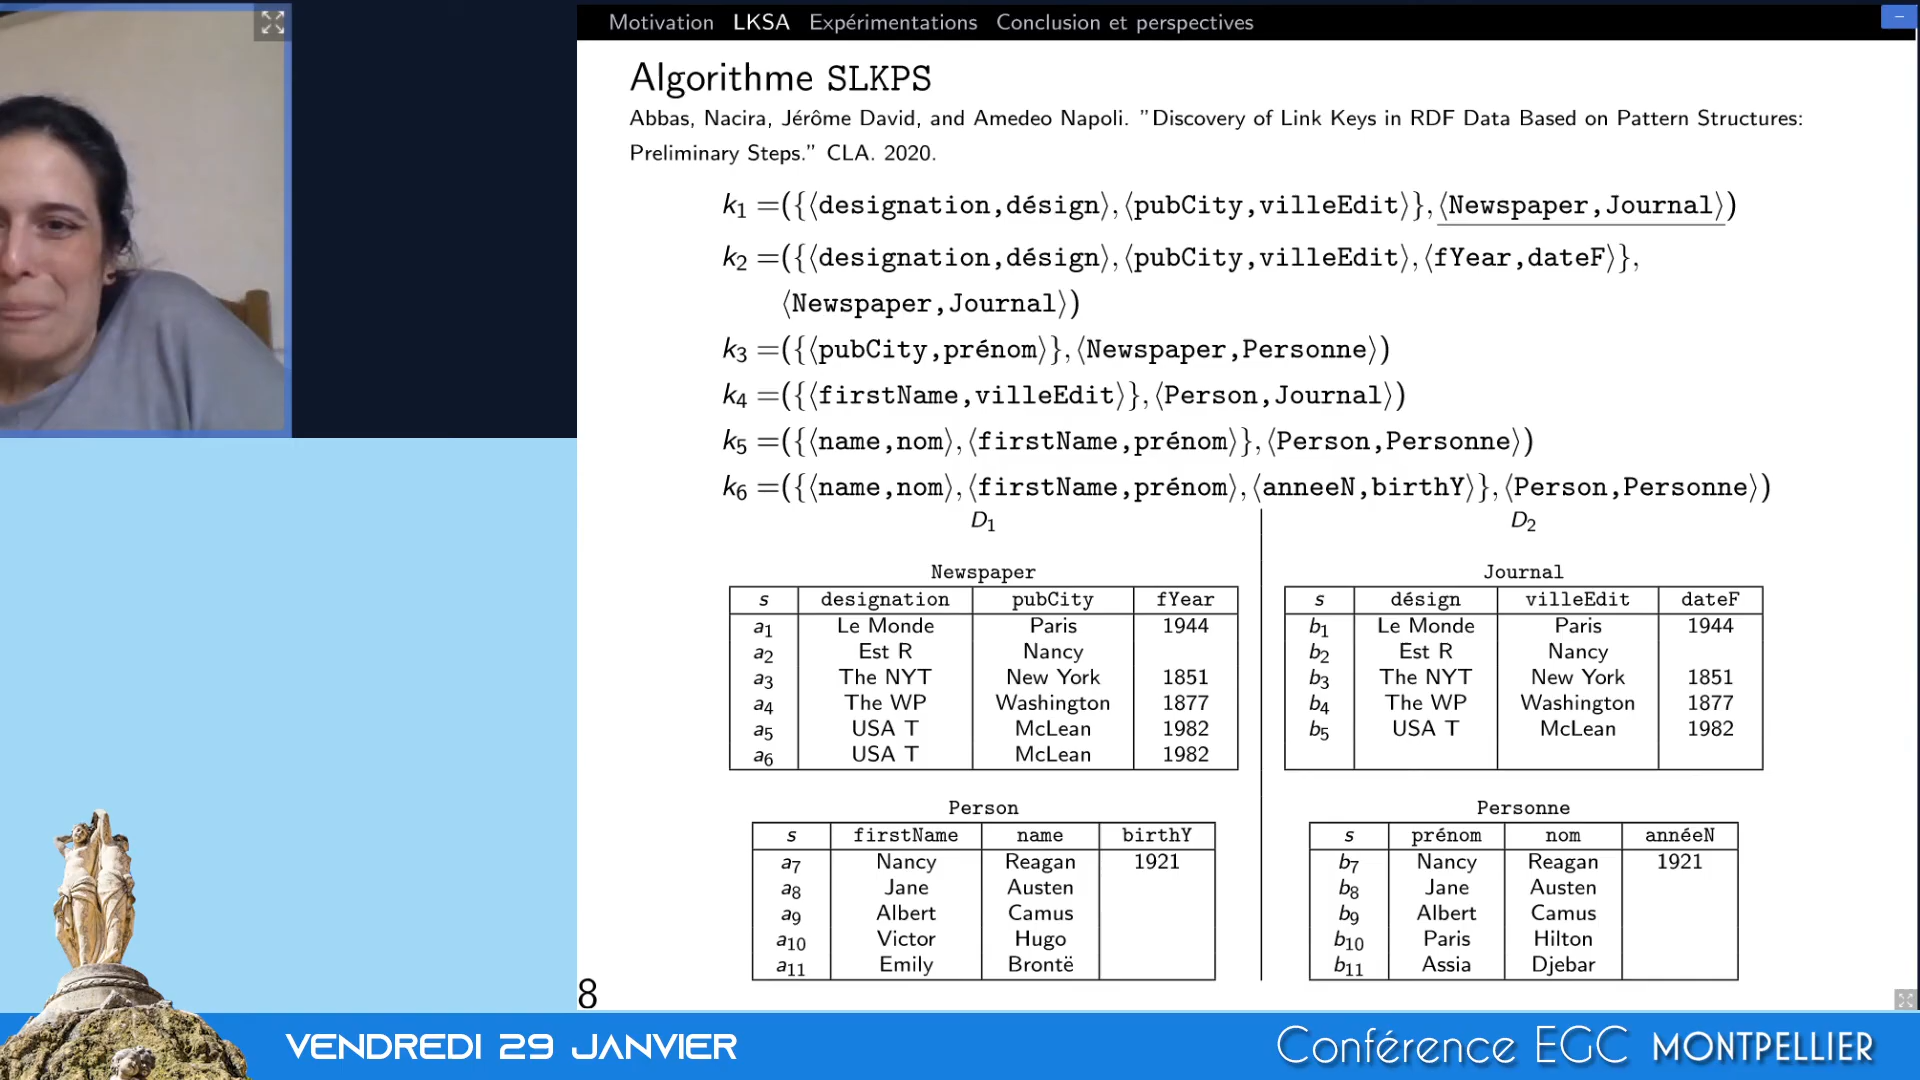 Motivation LKSA Expérimentations Conclusion et perspectives
Algorithme SLKPS
Abbas, Nacira, Jérôme David, and Amedeo Napoli. ”Discovery of Link Keys in RDF Data Based on Pattern Structures:
Preliminary Steps.” CLA. 2020.
k₁ =({⟨designation,désign⟩,⟨pubCity,villeEdit⟩},⟨Newspaper,Journal⟩)
k₂ =({⟨designation,désign⟩,⟨pubCity,villeEdit⟩,⟨fYear,dateF⟩},
⟨Newspaper,Journal⟩)
k₃ =({⟨pubCity,prénom⟩},⟨Newspaper,Personne⟩)
k₄ =({⟨firstName,villeEdit⟩},⟨Person,Journal⟩)
k₅ =({⟨name,nom⟩,⟨firstName,prénom⟩},⟨Person,Personne⟩)
k₆ =({⟨name,nom⟩,⟨firstName,prénom⟩,⟨anneeN,birthY⟩},⟨Person,Personne⟩)
D₁
Newspaper
s designation pubCity fYear
a₁ Le Monde Paris 1944
a₂ Est R Nancy
a₃ The NYT New York 1851
a₄ The WP Washington 1877
a₅ USA T McLean 1982
a₆ USA T McLean 1982
Person
s firstName name birthY
a₇ Nancy Reagan 1921
a₈ Jane Austen
a₉ Albert Camus
a₁₀ Victor Hugo
a₁₁ Emily Brontë
D₂
Journal
s désign villeEdit dateF
b₁ Le Monde Paris 1944
b₂ Est R Nancy
b₃ The NYT New York 1851
b₄ The WP Washington 1877
b₅ USA T McLean 1982
Personne
s prénom nom annéeN
b₇ Nancy Reagan 1921
b₈ Jane Austen
b₉ Albert Camus
b₁₀ Paris Hilton
b₁₁ Assia Djebar
8
VENDREDI 29 JANVIER
Conférence EGC MONTPELLIER